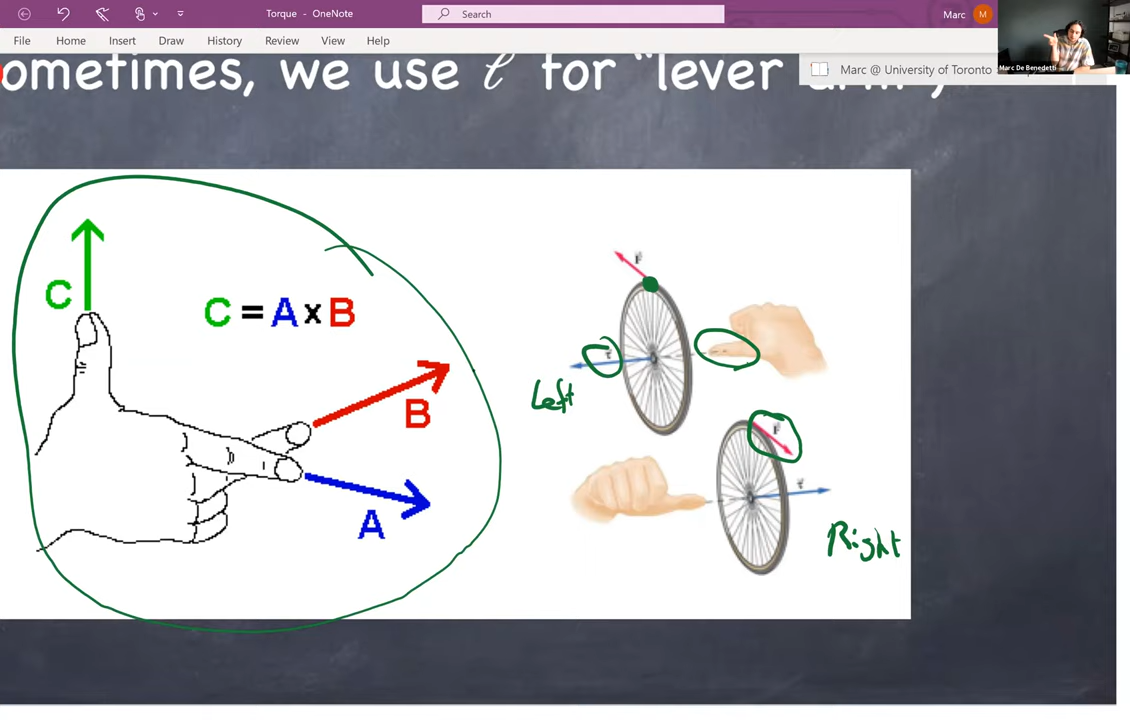 Torque - OneNote
Search
Marc
M
File Home Insert Draw History Review View Help
ometimes, we use ℓ for "lever
Marc @ University of Toronto
Marc De Benedetti
C
C = A x B
B
A
F
τ
Left
F
τ
Right